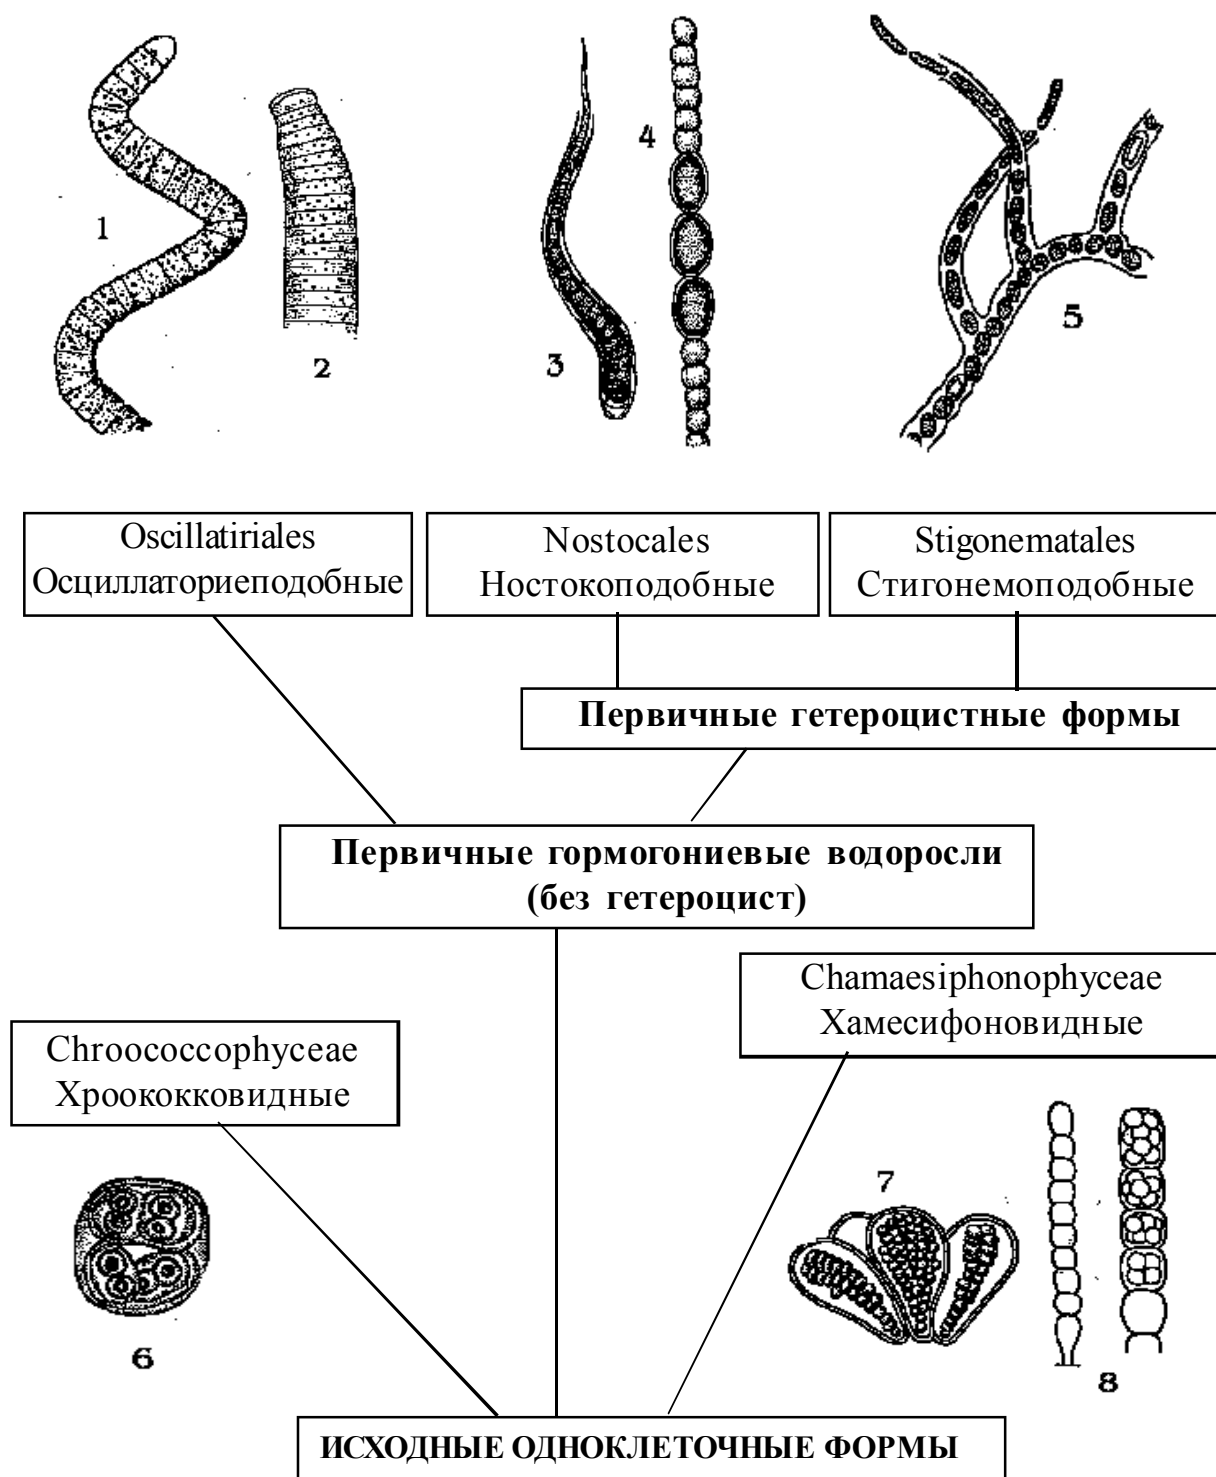 1
2
3
4
5
Oscillatiriales
Осциллаториеподобные
Nostocales
Ностокоподобные
Stigonematales
Стигонемоподобные
Первичные гетероцистные формы
Первичные гормогониевые водоросли
(без гетероцист)
Chamaesiphonophyceae
Хамесифоновидные
Chroococcophyceae
Хроококковидные
6
7
8
ИСХОДНЫЕ ОДНОКЛЕТОЧНЫЕ ФОРМЫ